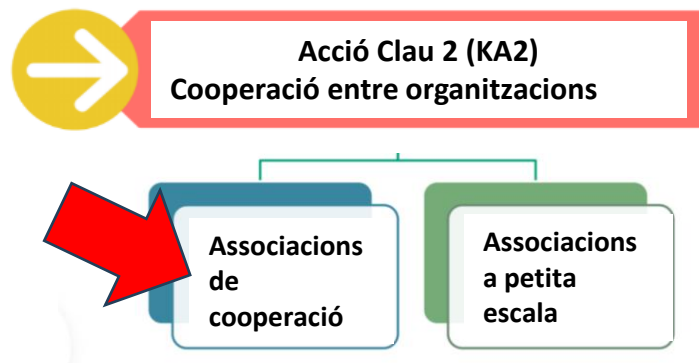 Acció Clau 2 (KA2)
Cooperació entre organitzacions
Associacions
de
cooperació
Associacions
a petita
escala